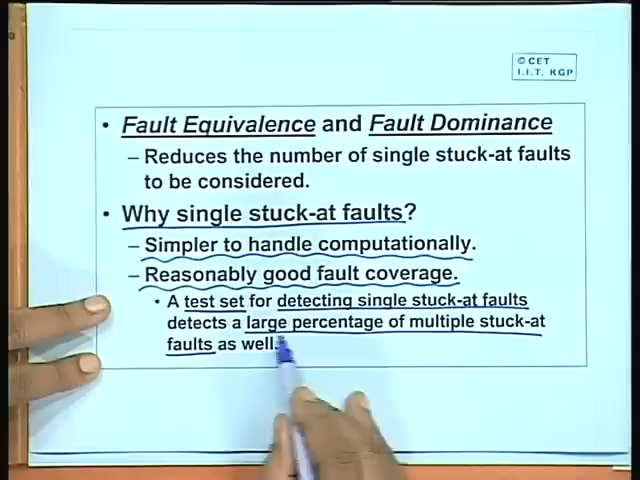 © CET
I.I.T. KGP
• Fault Equivalence and Fault Dominance
– Reduces the number of single stuck-at faults
to be considered.
• Why single stuck-at faults?
– Simpler to handle computationally.
– Reasonably good fault coverage.
• A test set for detecting single stuck-at faults
detects a large percentage of multiple stuck-at
faults as well.